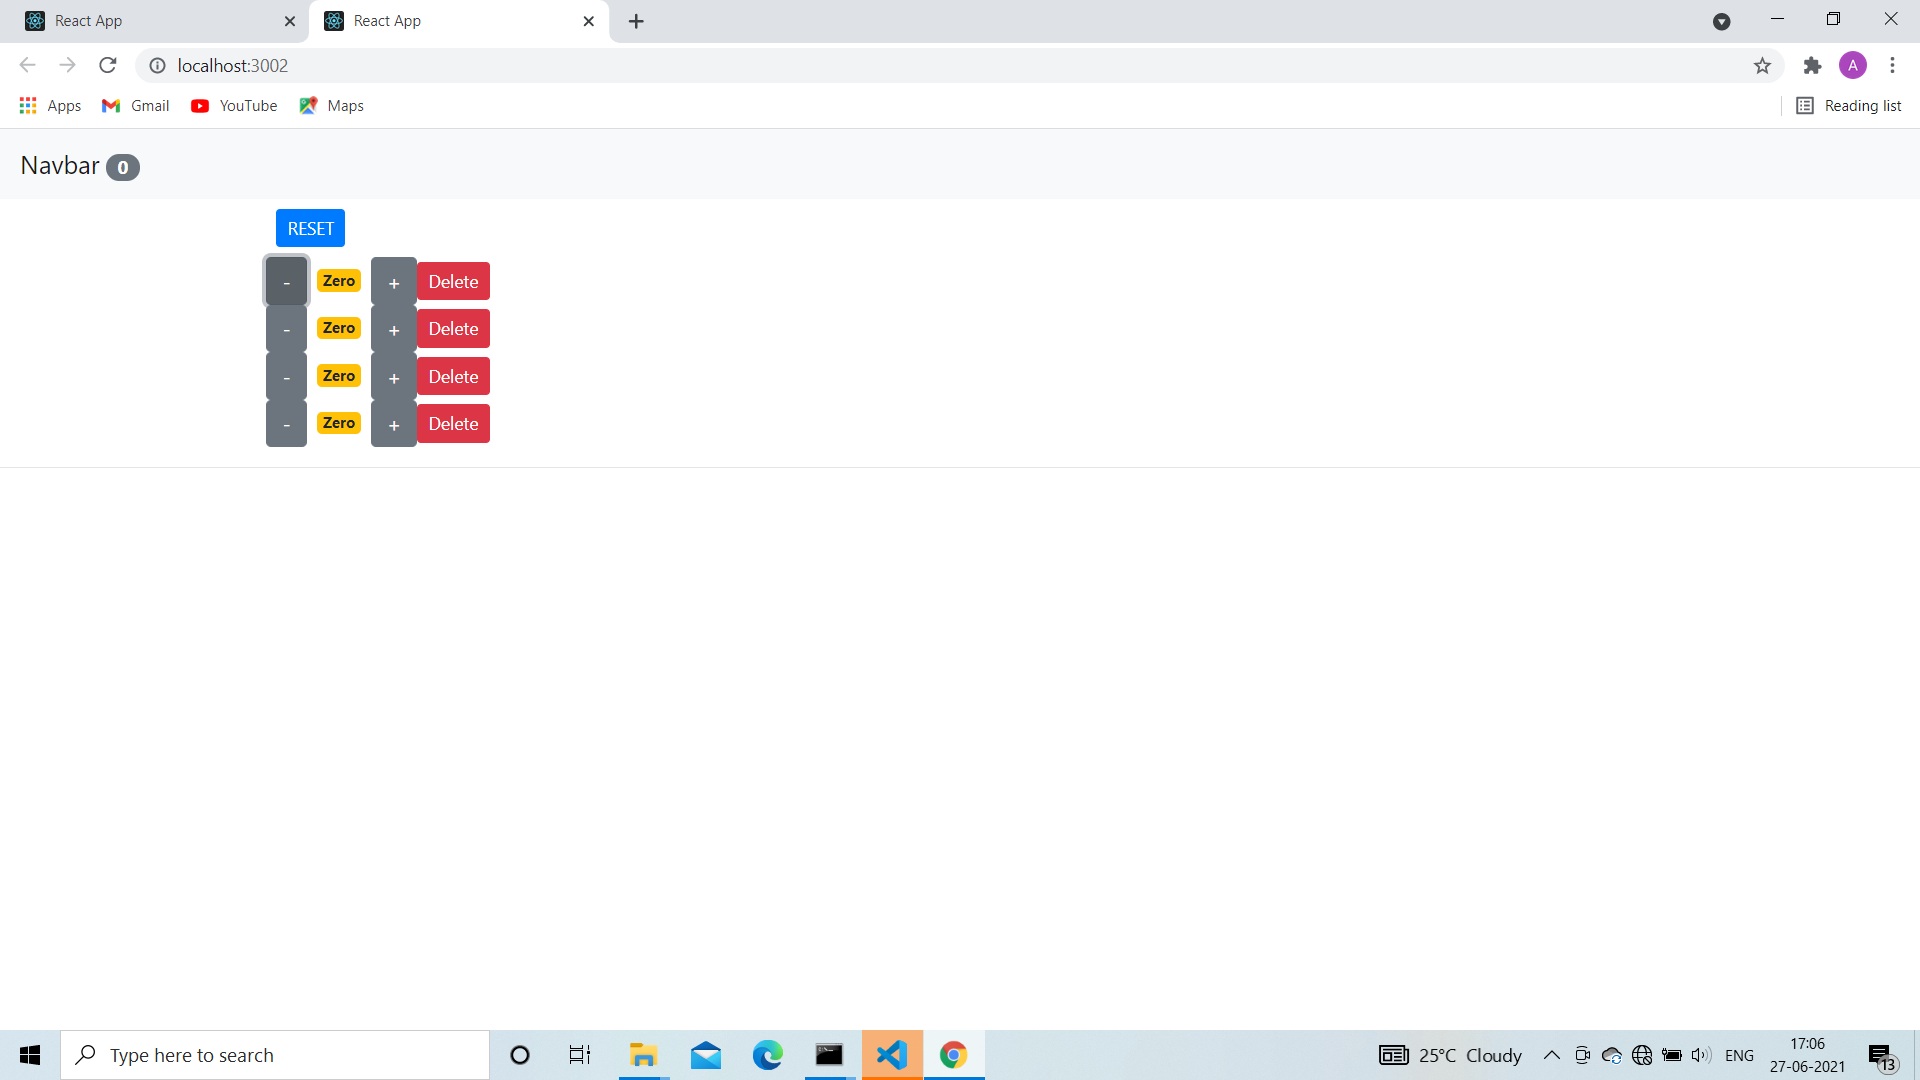 React App
React App
localhost:3002
A
Apps
Gmail
YouTube
Maps
Reading list
Navbar 0
RESET
- Zero + Delete
- Zero + Delete
- Zero + Delete
- Zero + Delete
Type here to search
25°C Cloudy
ENG
17:06
27-06-2021
13